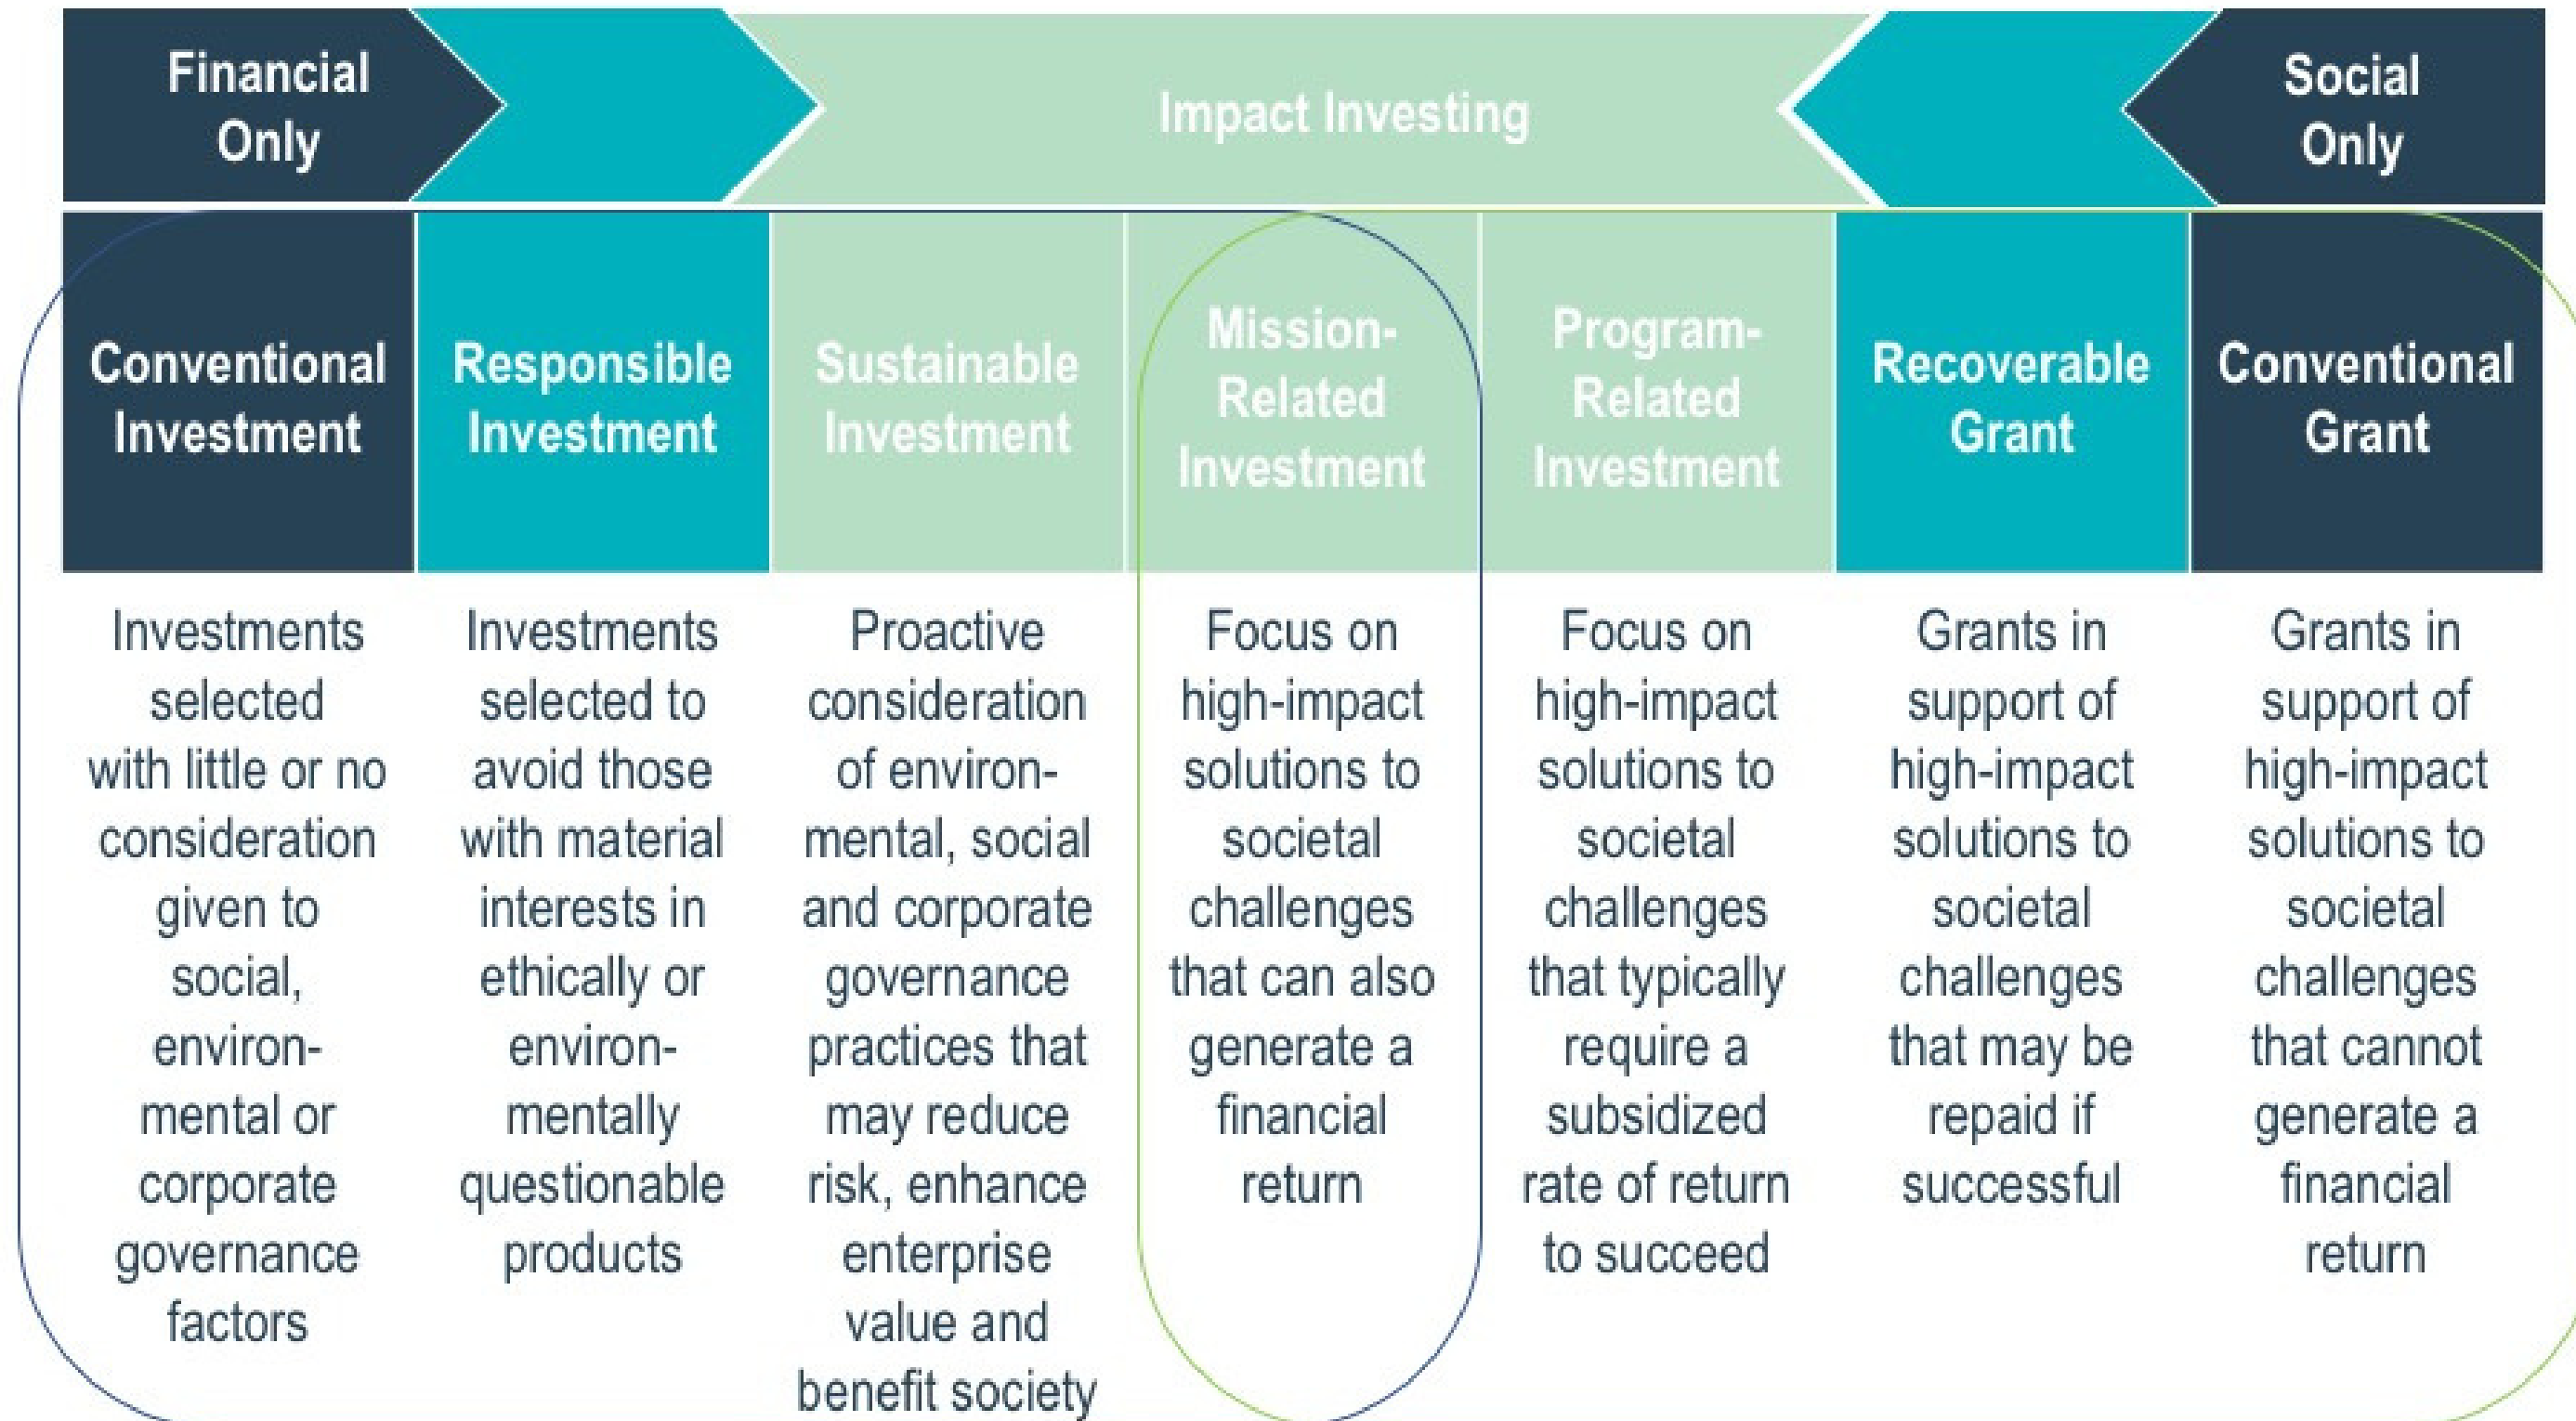 Financial
Only
Impact Investing
Social
Only
Conventional
Investment
Responsible
Investment
Sustainable
Investment
Mission-
Related
Investment
Program-
Related
Investment
Recoverable
Grant
Conventional
Grant
Investments
selected
with little or no
consideration
given to
social,
environ-
mental or
corporate
governance
factors
Investments
selected to
avoid those
with material
interests in
ethically or
environ-
mentally
questionable
products
Proactive
consideration
of environ-
mental, social
and corporate
governance
practices that
may reduce
risk, enhance
enterprise
value and
benefit society
Focus on
high-impact
solutions to
societal
challenges
that can also
generate a
financial
return
Focus on
high-impact
solutions to
societal
challenges
that typically
require a
subsidized
rate of return
to succeed
Grants in
support of
high-impact
solutions to
societal
challenges
that may be
repaid if
successful
Grants in
support of
high-impact
solutions to
societal
challenges
that cannot
generate a
financial
return